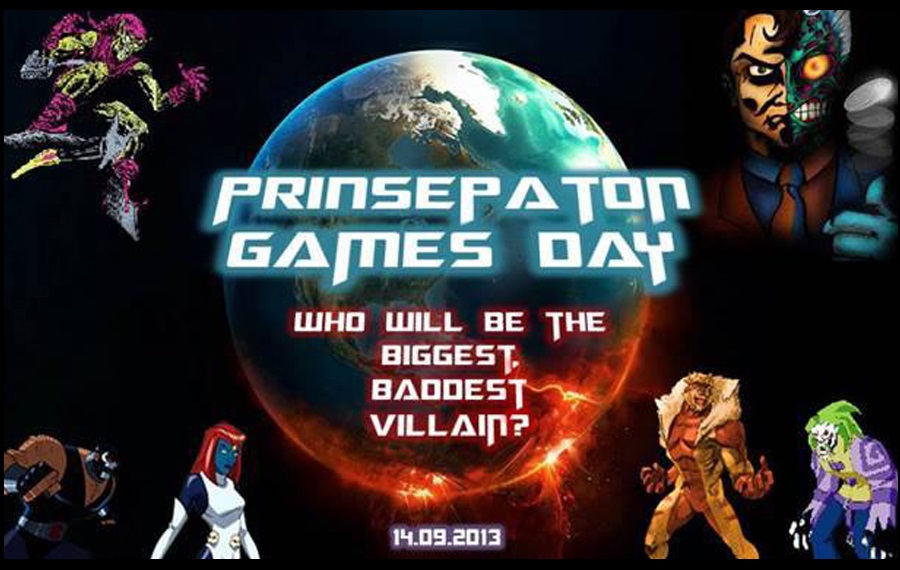 PRINSEPATON
GAMES DAY
WHO WILL BE THE
BIGGEST,
BADDEST
VILLAIN?
14.09.2013